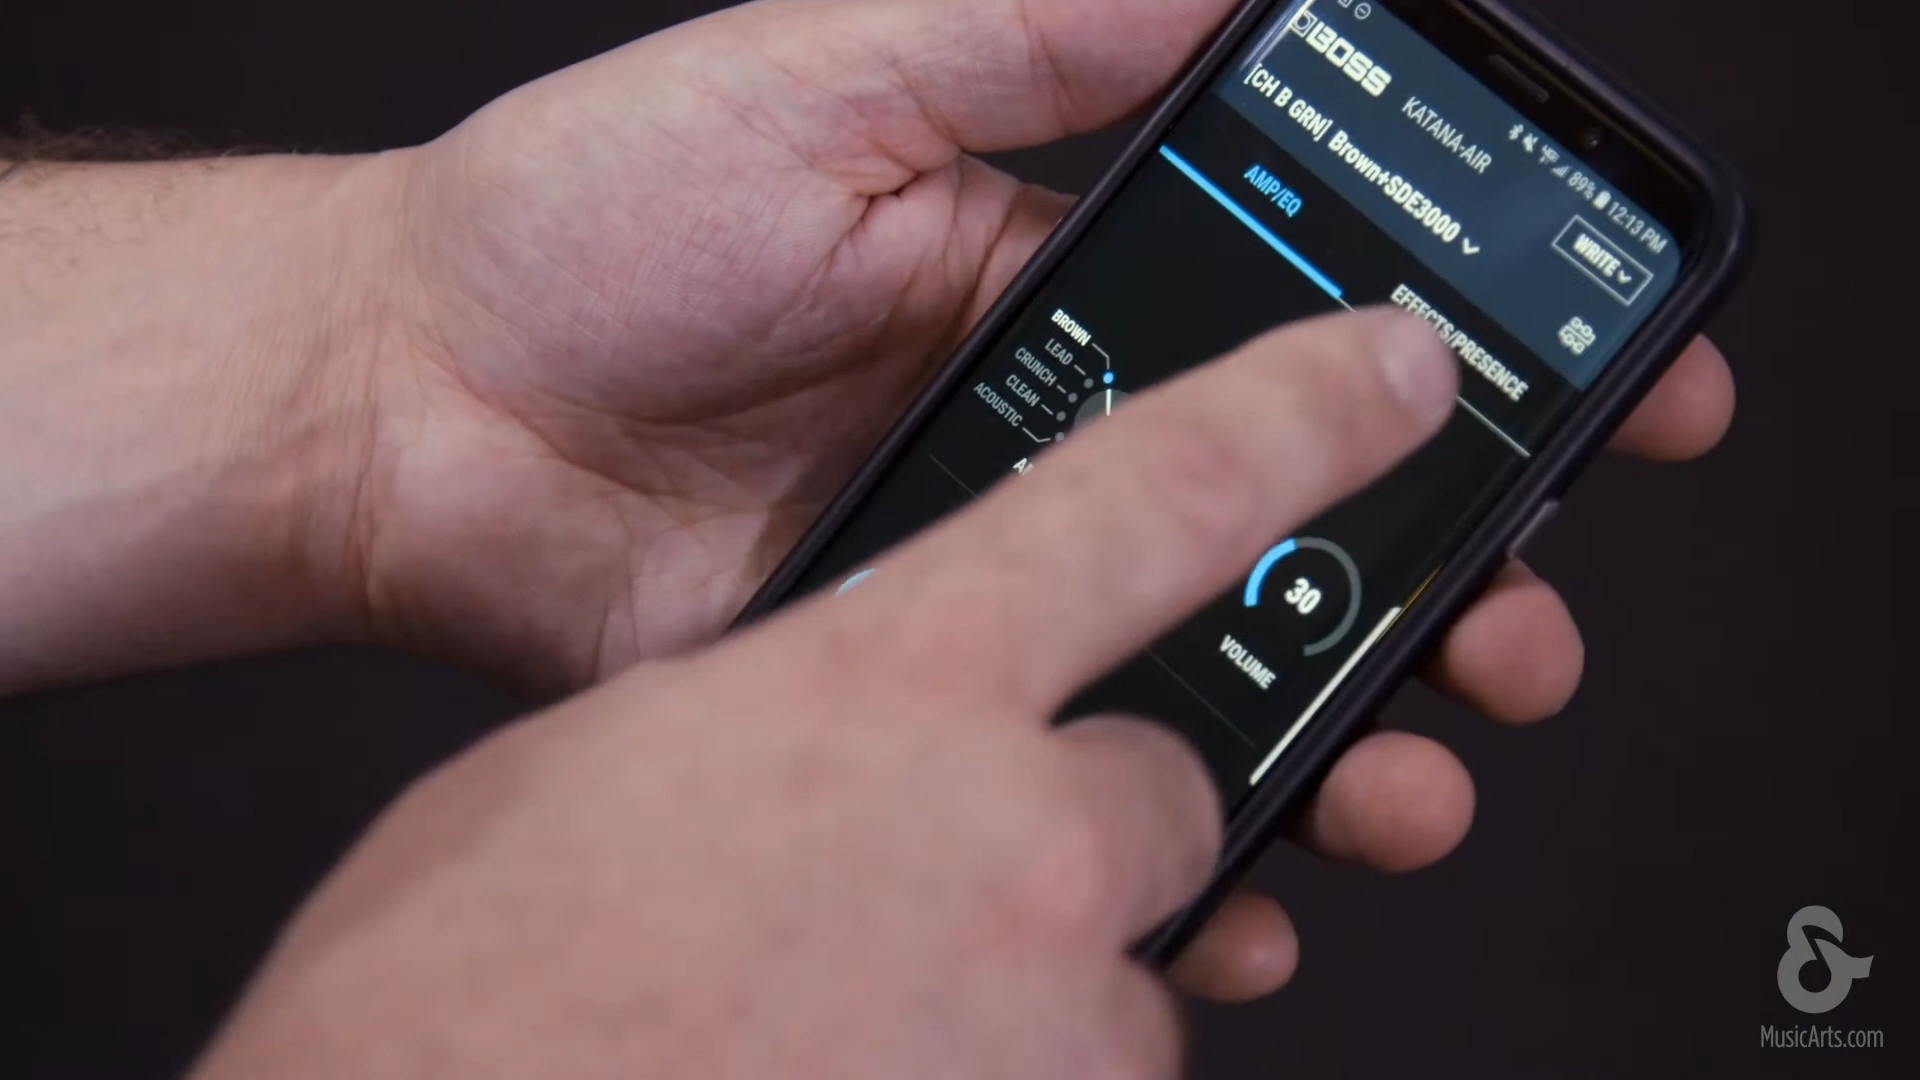 89% 12:13 PM
BOSS KATANA-AIR
[CH B GRN] Brown+SDE3000
WRITE
AMP/EQ
EFFECTS/PRESENCE
BROWN
LEAD
CRUNCH
CLEAN
ACOUSTIC
30
VOLUME
MusicArts.com